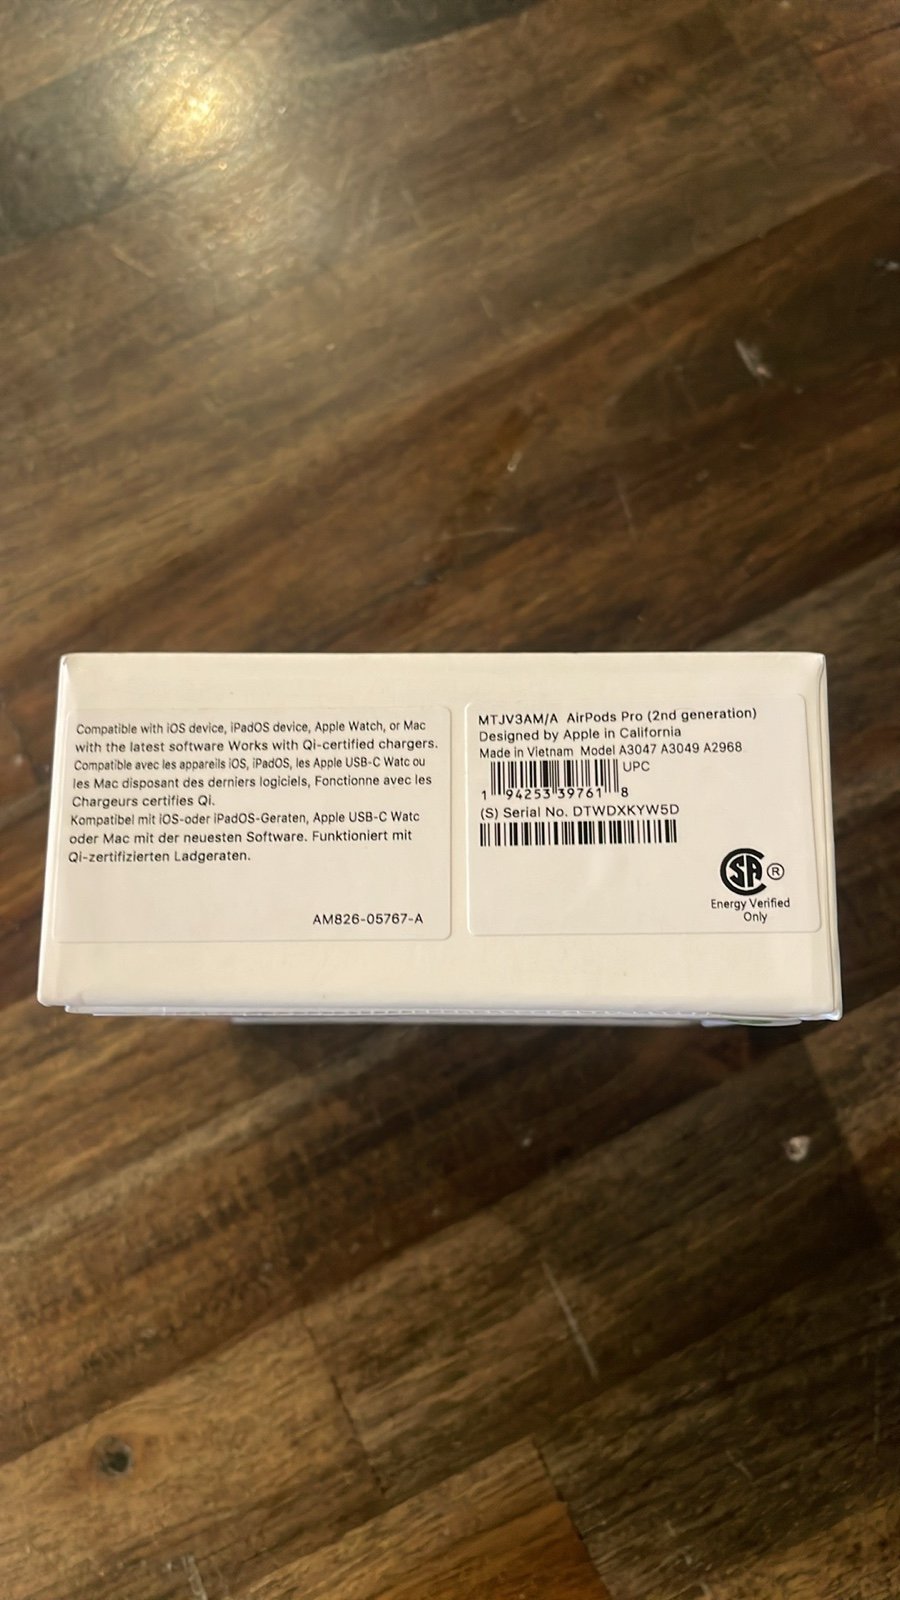 Compatible with iOS device, iPadOS device, Apple Watch, or Mac
with the latest software Works with Qi-certified chargers.
Compatible avec les appareils iOS, iPadOS, les Apple USB-C Watc ou
les Mac disposant des derniers logiciels, Fonctionne avec les
Chargeurs certifies Qi.
Kompatibel mit iOS-oder iPadOS-Geraten, Apple USB-C Watc
oder Mac mit der neuesten Software. Funktioniert mit
Qi-zertifizierten Ladgeraten.
AM826-05767-A
MTJV3AM/A AirPods Pro (2nd generation)
Designed by Apple in California
Made in Vietnam Model A3047 A3049 A2968
UPC
1 94253 39761 8
(S) Serial No. DTWDXKYW5D
SA ®
Energy Verified
Only